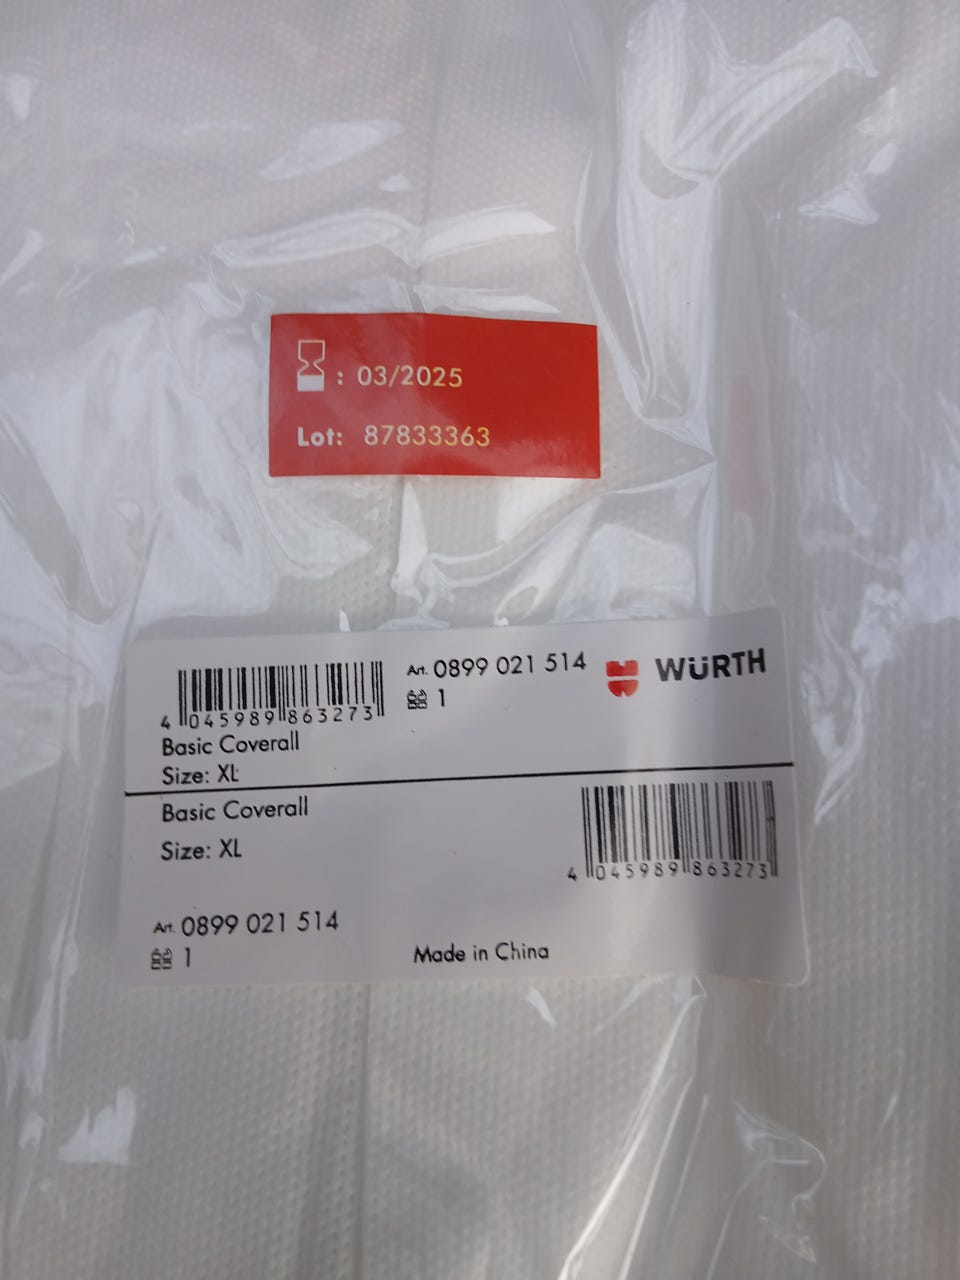 : 03/2025
Lot: 87833363
4 045989 863273
Art. 0899 021 514
1
WÜRTH
Basic Coverall
Size: XL
Basic Coverall
Size: XL
4 045989 863273
Art. 0899 021 514
1
Made in China